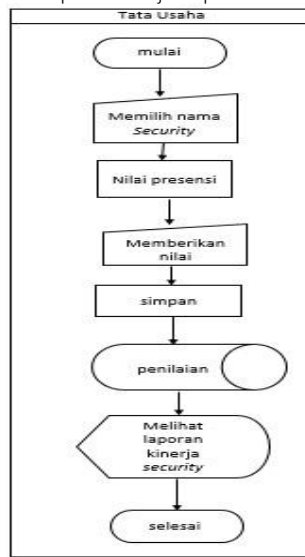 Tata Usaha
mulai
Memilih nama
Security
Nilai presensi
Memberikan
nilai
simpan
penilaian
Melihat
laporan
kinerja
security
selesai